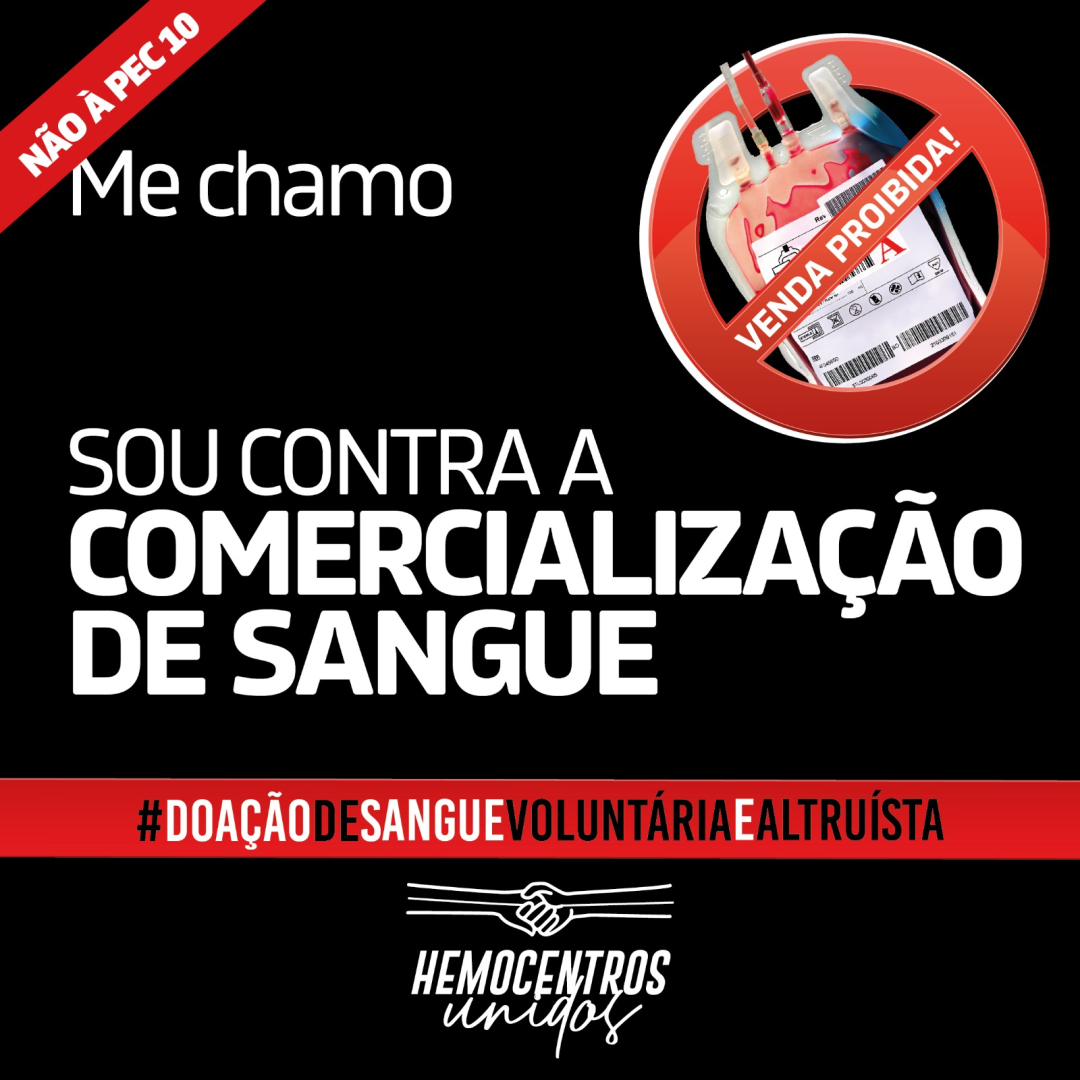 NÃO À PEC 10
Me chamo
VENDA PROIBIDA!
A
SOU CONTRA A
COMERCIALIZAÇÃO
DE SANGUE
#DOAÇÃODESANGUEVOLUNTÁRIAEALTRUÍSTA
HEMOCENTROS
unidos